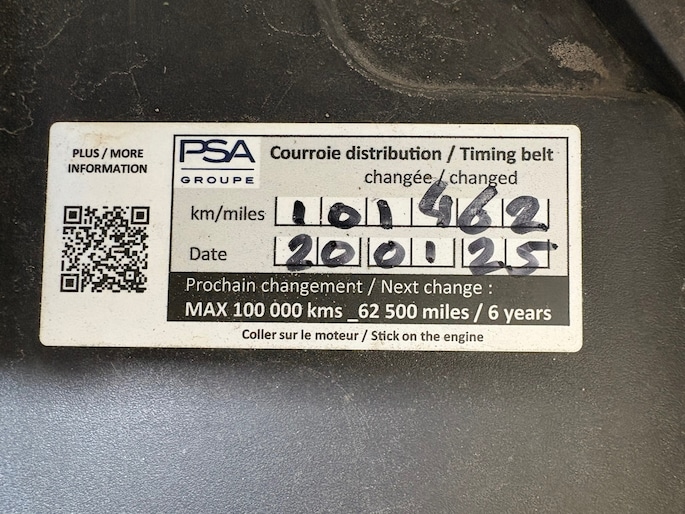 PLUS / MORE
INFORMATION
PSA
GROUPE
Courroie distribution / Timing belt
changée / changed
km/miles 101462
Date 200125
Prochain changement / Next change :
MAX 100 000 kms _62 500 miles / 6 years
Coller sur le moteur / Stick on the engine